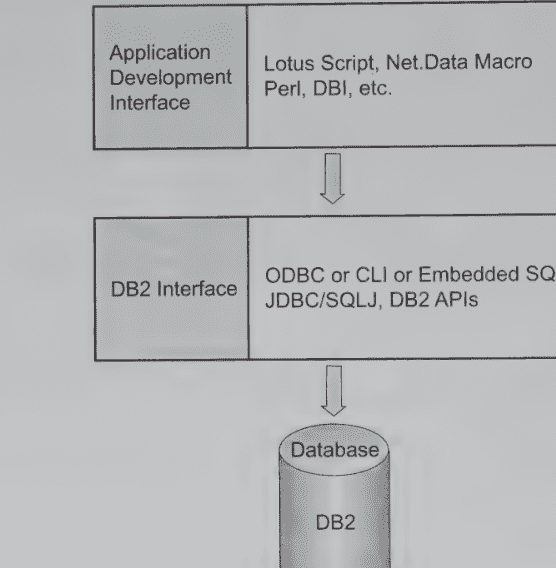 Application
Development
Interface
Lotus Script, Net.Data Macro
Perl, DBI, etc.
DB2 Interface
ODBC or CLI or Embedded SQ
JDBC/SQLJ, DB2 APIs
Database
DB2